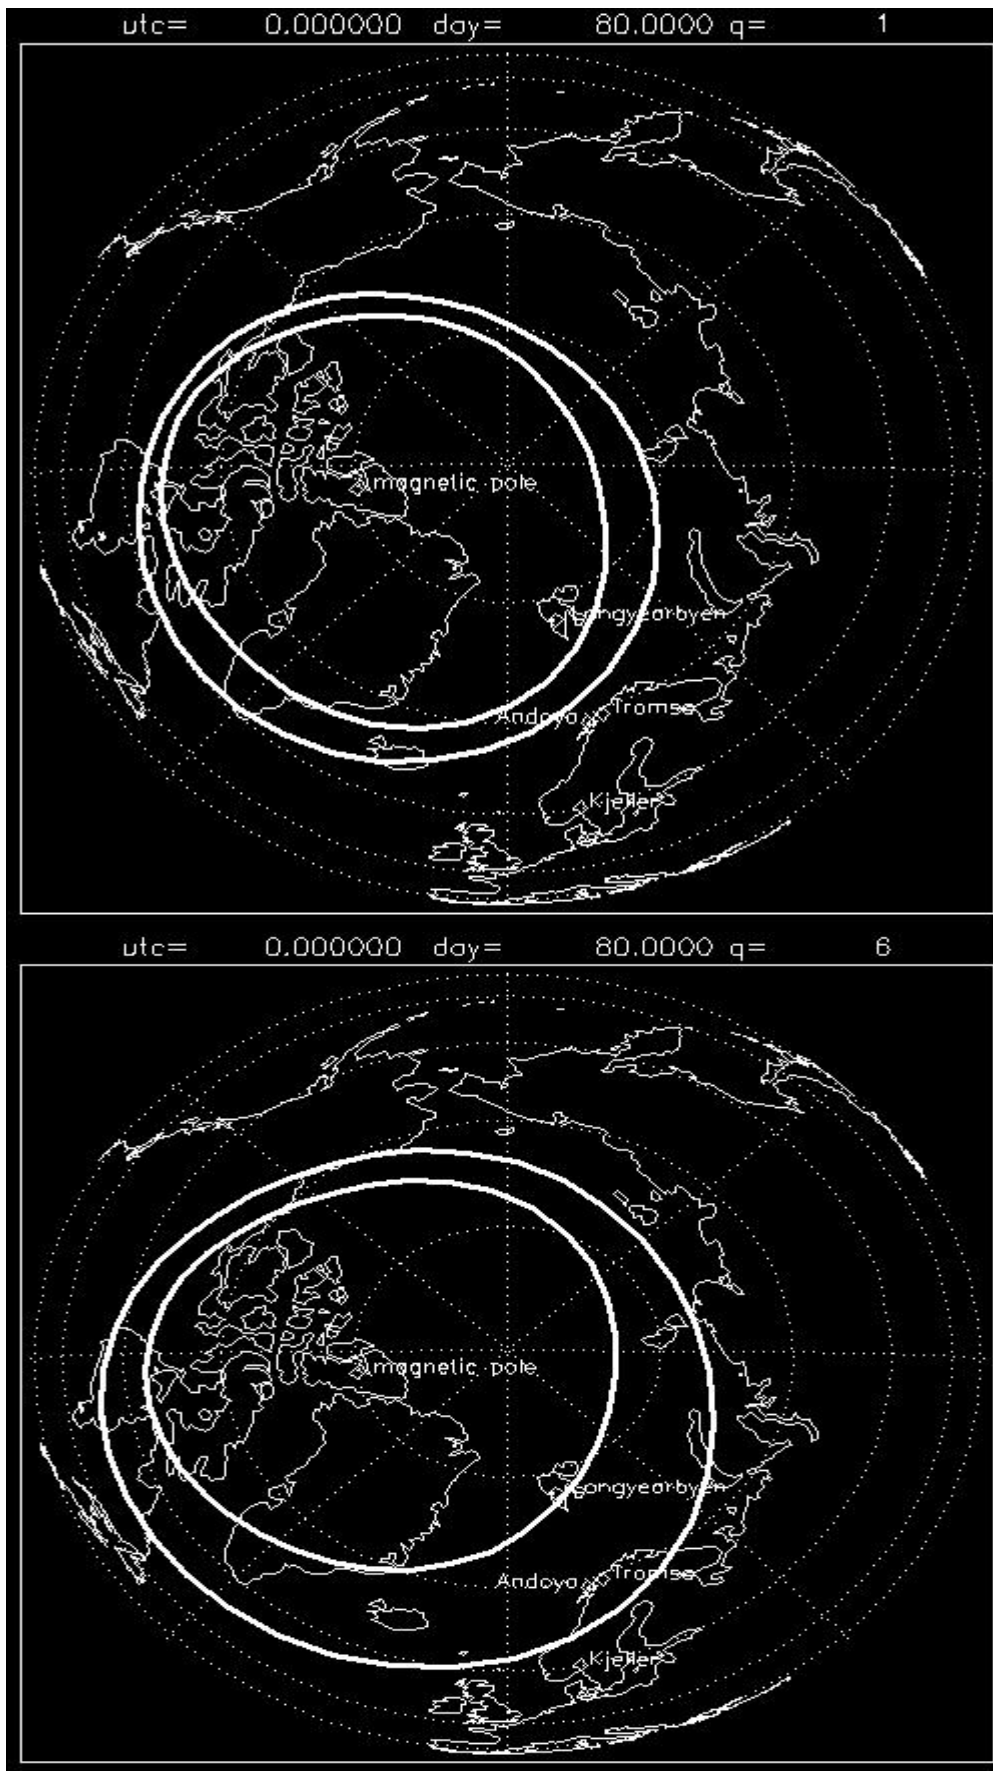 utc= 0.000000 day= 80.0000 q= 1
magnetic pole
Longyearbyen
Andoya Tromsø
Kjeller
utc= 0.000000 day= 80.0000 q= 6
magnetic pole
Longyearbyen
Andoya Tromsø
Kjeller